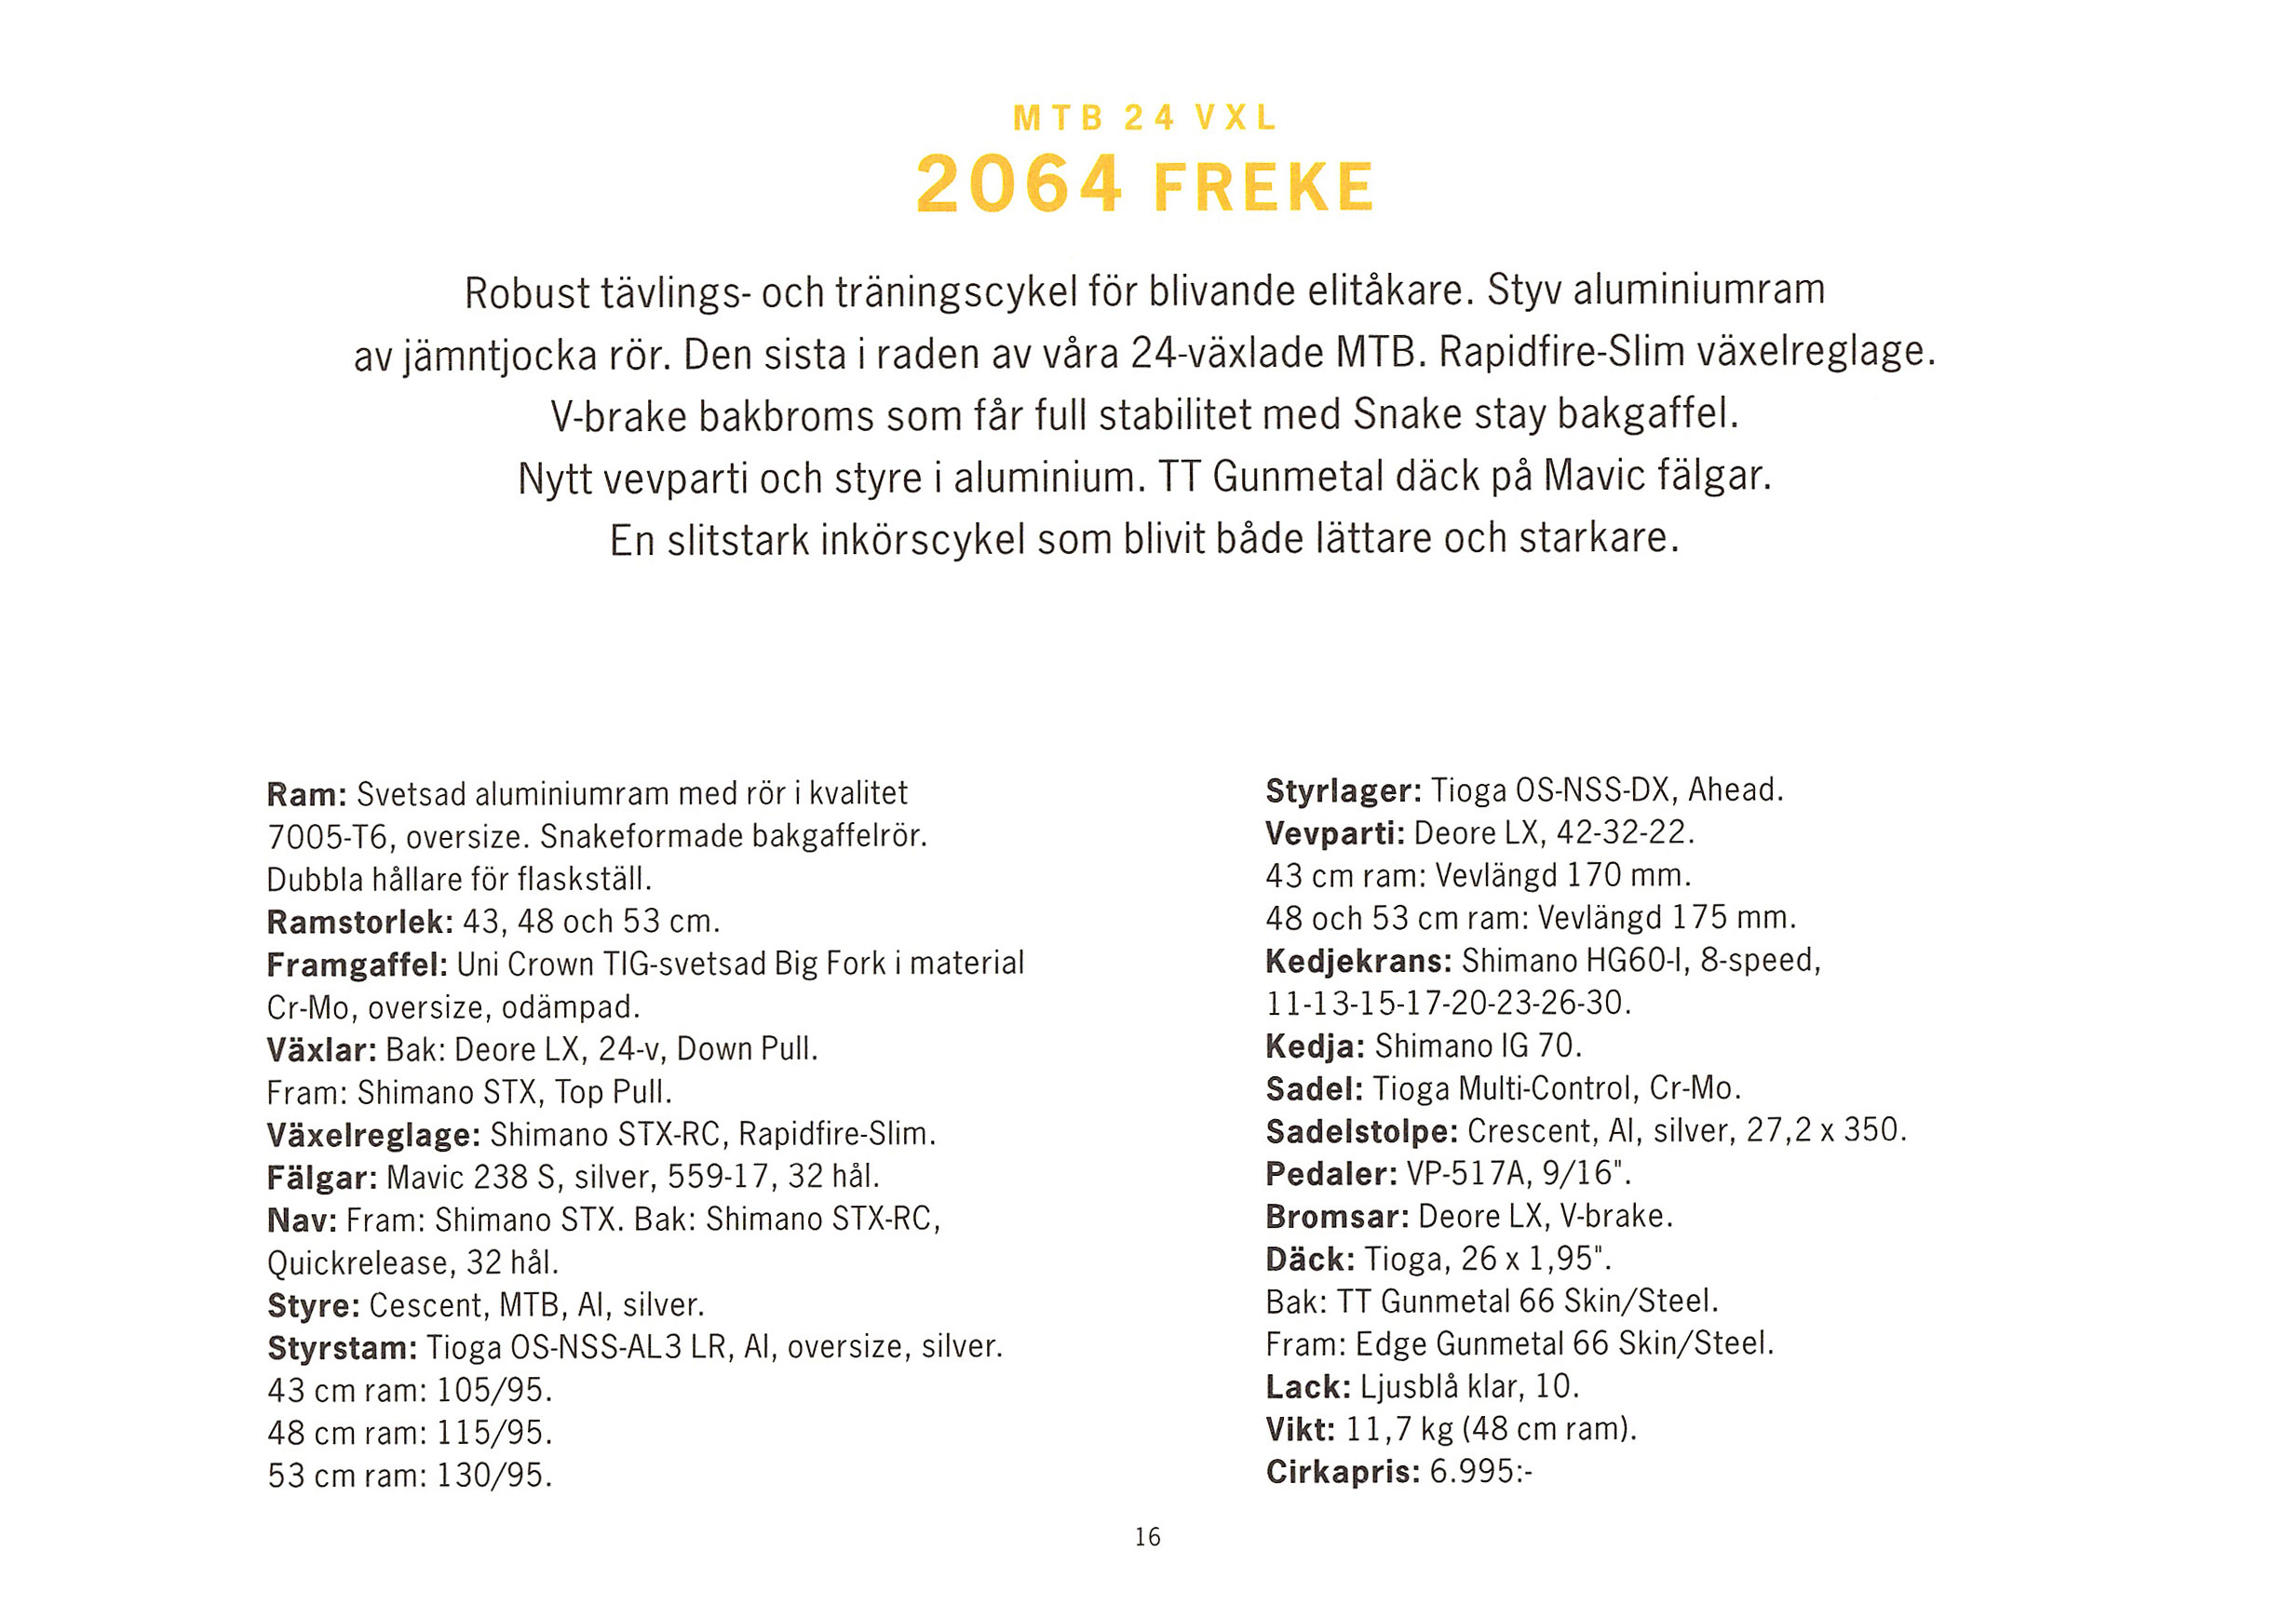 MTB 24 VXL
2064 FREKE
Robust tävlings- och träningscykel för blivande elitåkare. Styv aluminiumram
av jämntjocka rör. Den sista i raden av våra 24-växlade MTB. Rapidfire-Slim växelreglage.
V-brake bakbroms som får full stabilitet med Snake stay bakgaffel.
Nytt vevparti och styre i aluminium. TT Gunmetal däck på Mavic fälgar.
En slitstark inkörscykel som blivit både lättare och starkare.
Ram: Svetsad aluminiumram med rör i kvalitet
7005-T6, oversize. Snakeformade bakgaffelrör.
Dubbla hållare för flaskställ.
Ramstorlek: 43, 48 och 53 cm.
Framgaffel: Uni Crown TIG-svetsad Big Fork i material
Cr-Mo, oversize, odämpad.
Växlar: Bak: Deore LX, 24-v, Down Pull.
Fram: Shimano STX, Top Pull.
Växelreglage: Shimano STX-RC, Rapidfire-Slim.
Fälgar: Mavic 238 S, silver, 559-17, 32 hål.
Nav: Fram: Shimano STX. Bak: Shimano STX-RC,
Quickrelease, 32 hål.
Styre: Cescent, MTB, Al, silver.
Styrstam: Tioga OS-NSS-AL3 LR, Al, oversize, silver.
43 cm ram: 105/95.
48 cm ram: 115/95.
53 cm ram: 130/95.
Styrlager: Tioga OS-NSS-DX, Ahead.
Vevparti: Deore LX, 42-32-22.
43 cm ram: Vevlängd 170 mm.
48 och 53 cm ram: Vevlängd 175 mm.
Kedjekrans: Shimano HG60-I, 8-speed,
11-13-15-17-20-23-26-30.
Kedja: Shimano IG 70.
Sadel: Tioga Multi-Control, Cr-Mo.
Sadelstolpe: Crescent, Al, silver, 27,2 x 350.
Pedaler: VP-517A, 9/16".
Bromsar: Deore LX, V-brake.
Däck: Tioga, 26 x 1,95".
Bak: TT Gunmetal 66 Skin/Steel.
Fram: Edge Gunmetal 66 Skin/Steel.
Lack: Ljusblå klar, 10.
Vikt: 11,7 kg (48 cm ram).
Cirkapris: 6.995:-
16